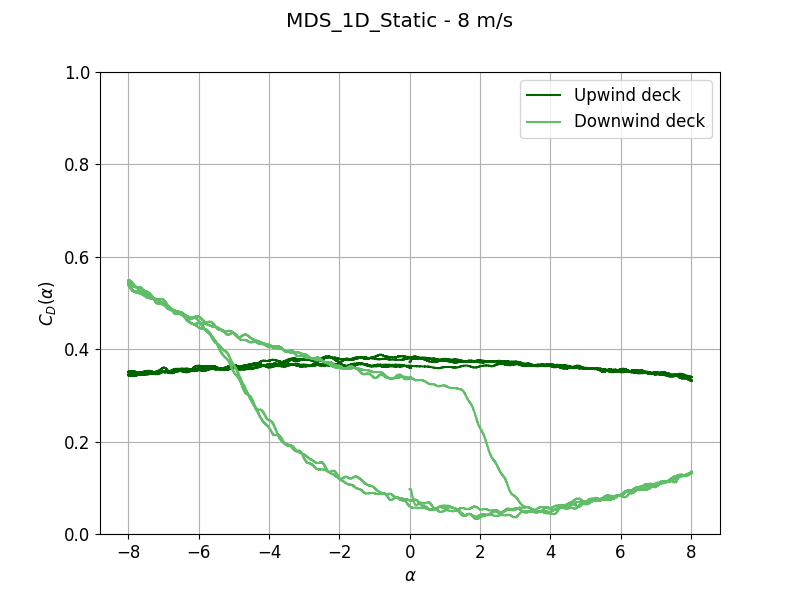 MDS_1D_Static - 8 m/s
Upwind deck
Downwind deck
1.0
0.8
0.6
0.4
0.2
0.0
C_D(α)
−8 −6 −4 −2 0 2 4 6 8
α